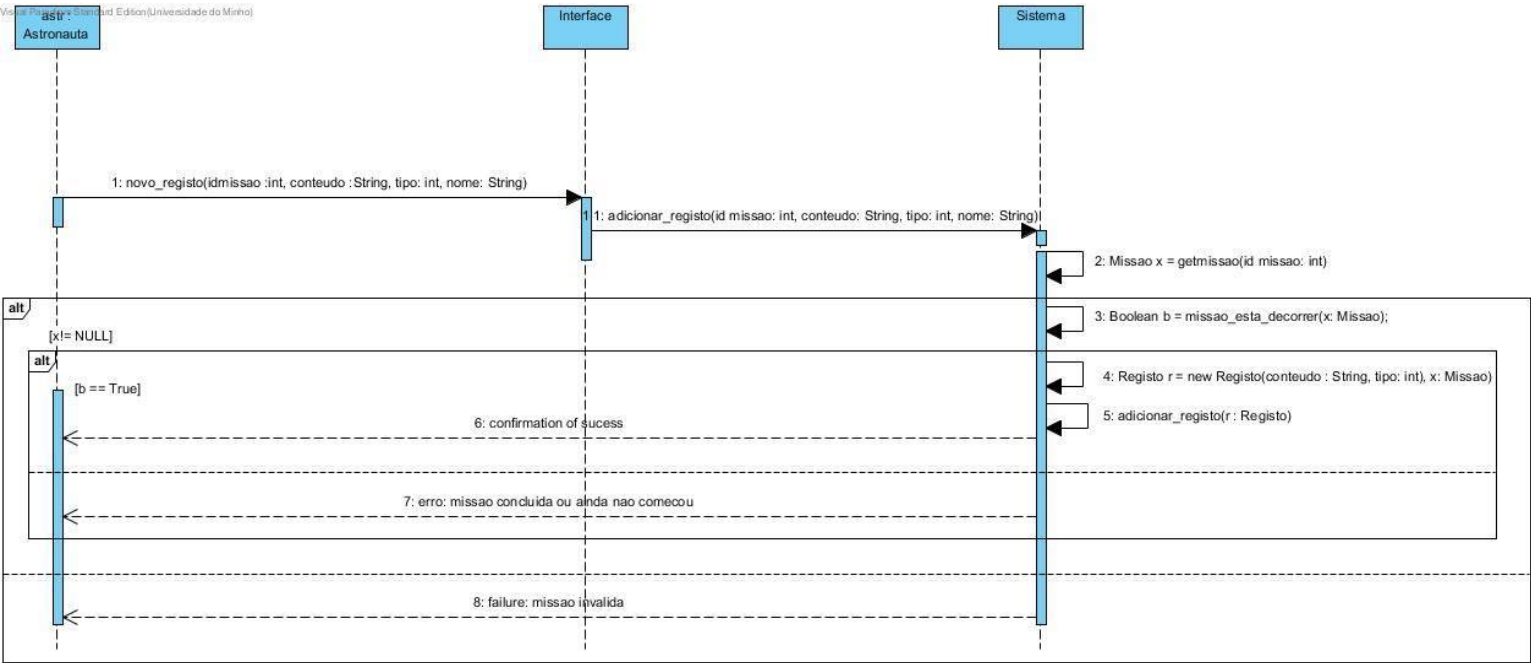 Visual Paradigm Standard Edition(Universidade do Minho)
astr :
Astronauta
Interface
Sistema
1: novo_registo(idmissao :int, conteudo :String, tipo: int, nome: String)
1.1: adicionar_registo(id missao: int, conteudo: String, tipo: int, nome: String)
2: Missao x = getmissao(id missao: int)
alt
3: Boolean b = missao_esta_decorrer(x: Missao);
[x!= NULL]
alt
4: Registo r = new Registo(conteudo : String, tipo: int), x: Missao)
[b == True]
5: adicionar_registo(r : Registo)
6: confirmation of sucess
7: erro: missao concluida ou ainda nao comecou
8: failure: missao invalida